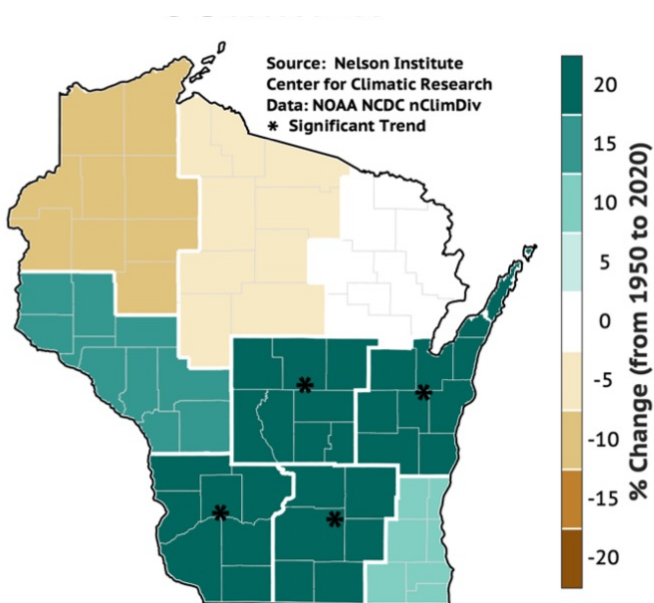 Source: Nelson Institute
Center for Climatic Research
Data: NOAA NCDC nClimDiv
* Significant Trend
20
15
10
5
0
-5
-10
-15
-20
% Change (from 1950 to 2020)